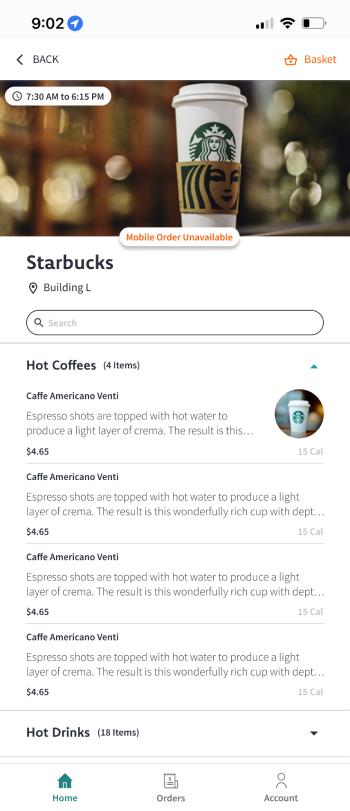 9:02
BACK
Basket
7:30 AM to 6:15 PM
Mobile Order Unavailable
Starbucks
Building L
Search
Hot Coffees (4 Items)
Caffe Americano Venti
Espresso shots are topped with hot water to
produce a light layer of crema. The result is this…
$4.65
15 Cal
Caffe Americano Venti
Espresso shots are topped with hot water to produce a light
layer of crema. The result is this wonderfully rich cup with dept…
$4.65
15 Cal
Caffe Americano Venti
Espresso shots are topped with hot water to produce a light
layer of crema. The result is this wonderfully rich cup with dept…
$4.65
15 Cal
Caffe Americano Venti
Espresso shots are topped with hot water to produce a light
layer of crema. The result is this wonderfully rich cup with dept…
$4.65
15 Cal
Hot Drinks (18 Items)
Home
Orders
Account